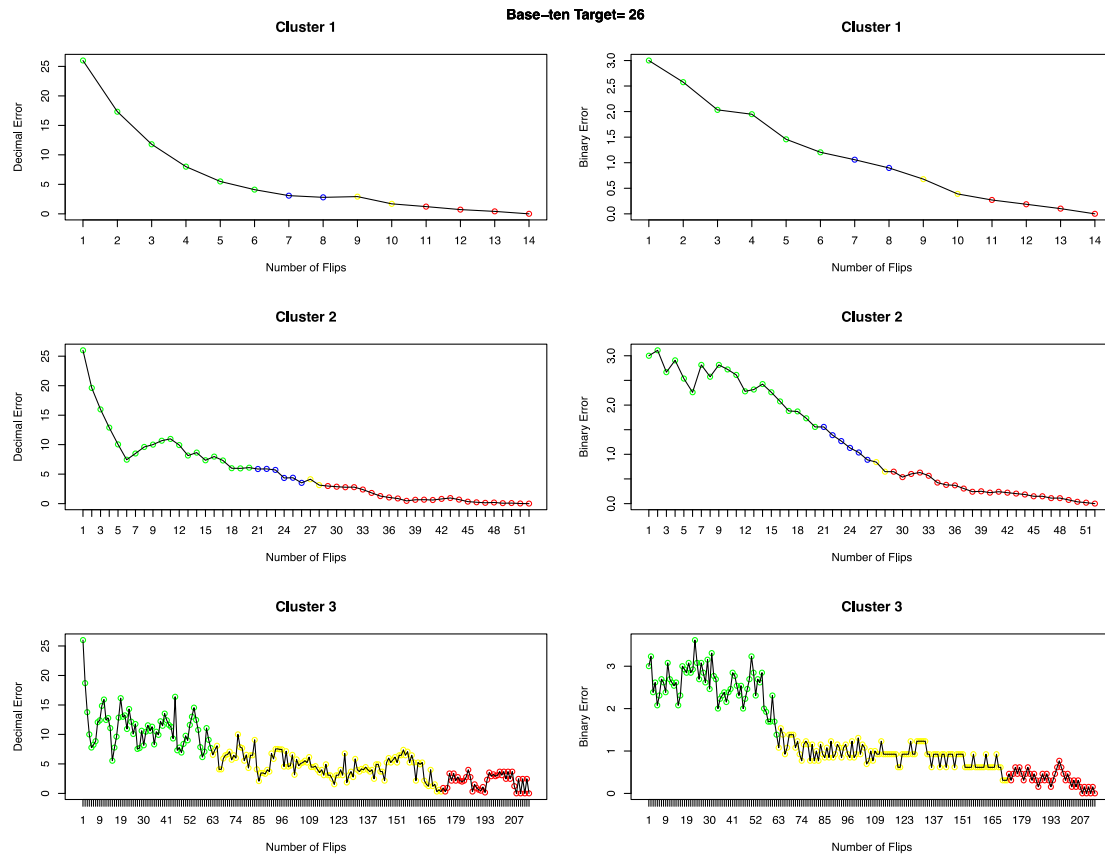 Base-ten Target= 26
Cluster 1
Decimal Error
0 5 10 15 20 25
1 2 3 4 5 6 7 8 9 10 11 12 13 14
Number of Flips
Cluster 1
Binary Error
0.0 0.5 1.0 1.5 2.0 2.5 3.0
1 2 3 4 5 6 7 8 9 10 11 12 13 14
Number of Flips
Cluster 2
Decimal Error
0 5 10 15 20 25
1 3 5 7 9 12 15 18 21 24 27 30 33 36 39 42 45 48 51
Number of Flips
Cluster 2
Binary Error
0.0 1.0 2.0 3.0
1 3 5 7 9 12 15 18 21 24 27 30 33 36 39 42 45 48 51
Number of Flips
Cluster 3
Decimal Error
0 5 10 15 20 25
1 9 19 30 41 52 63 74 85 96 109 123 137 151 165 179 193 207
Number of Flips
Cluster 3
Binary Error
0 1 2 3
1 9 19 30 41 52 63 74 85 96 109 123 137 151 165 179 193 207
Number of Flips